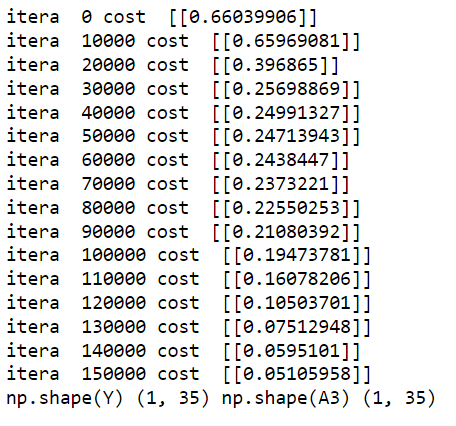 itera  0 cost  [[0.66039906]]
itera  10000 cost  [[0.65969081]]
itera  20000 cost  [[0.396865]]
itera  30000 cost  [[0.25698869]]
itera  40000 cost  [[0.24991327]]
itera  50000 cost  [[0.24713943]]
itera  60000 cost  [[0.2438447]]
itera  70000 cost  [[0.2373221]]
itera  80000 cost  [[0.22550253]]
itera  90000 cost  [[0.21080392]]
itera  100000 cost  [[0.19473781]]
itera  110000 cost  [[0.16078206]]
itera  120000 cost  [[0.10503701]]
itera  130000 cost  [[0.07512948]]
itera  140000 cost  [[0.0595101]]
itera  150000 cost  [[0.05105958]]
np.shape(Y) (1, 35) np.shape(A3) (1, 35)